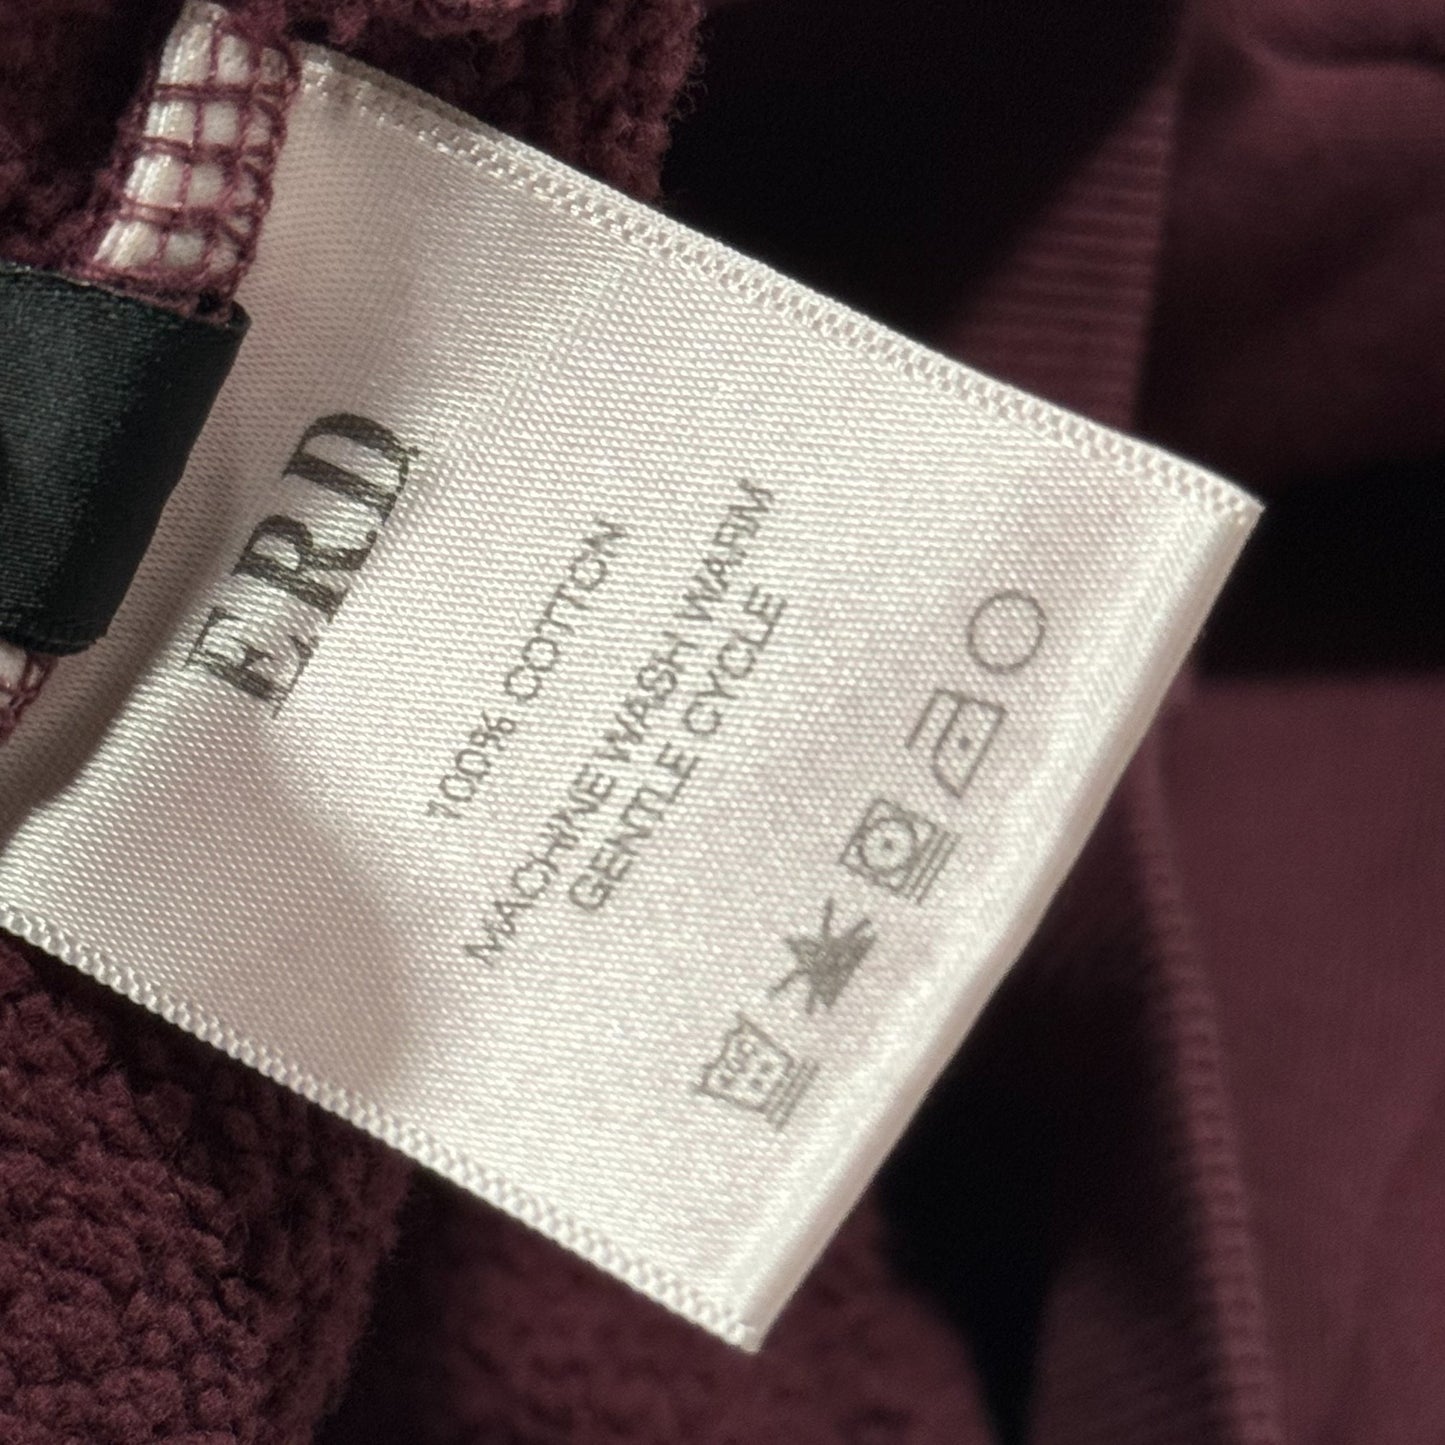 ERD
100% COTTON
MACHINE WASH WARM
GENTLE CYCLE